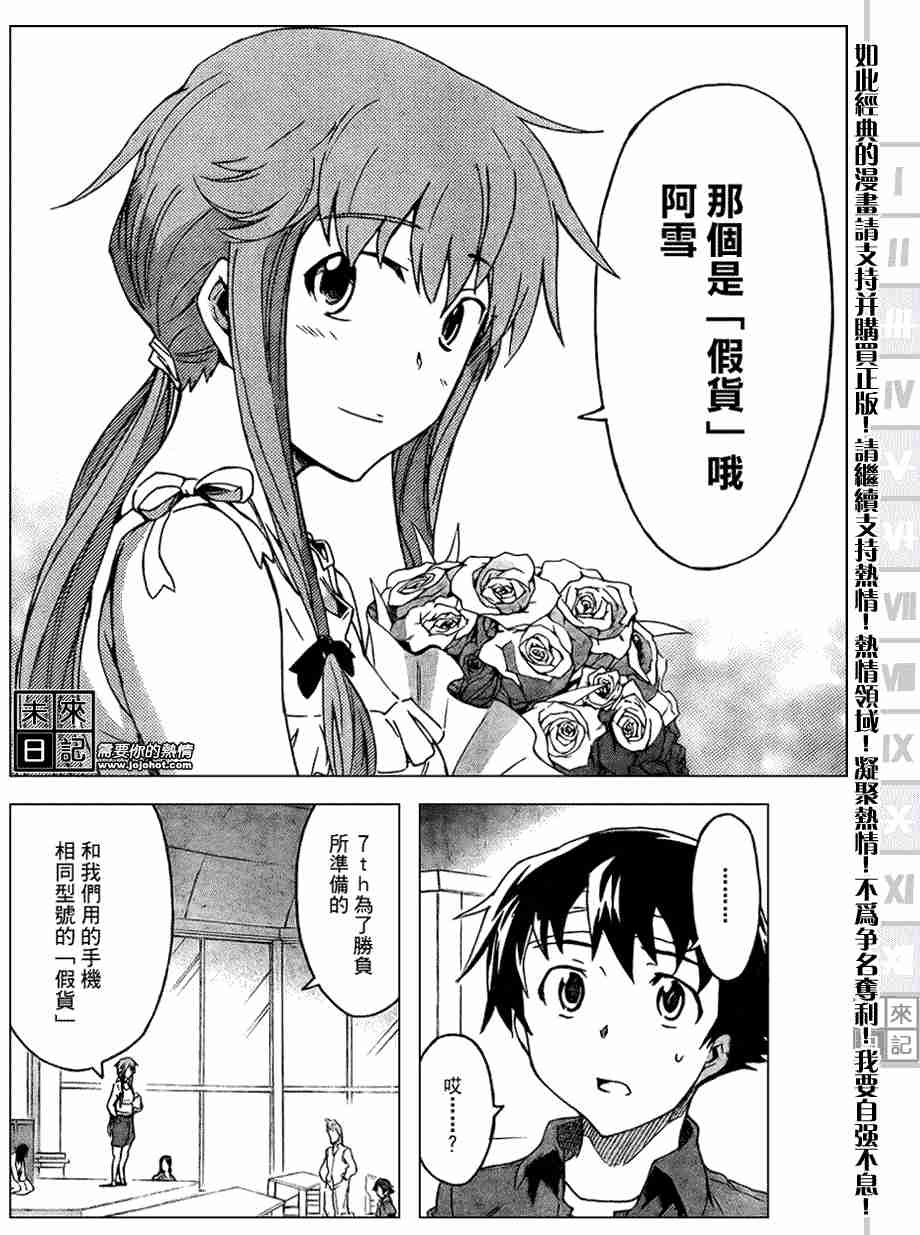 那個是「假貨」哦
阿雪
………
哎……?
7th為了勝負
所準備的
和我們用的手機
相同型號的「假貨」
未來
日記
需要你的熱情
www.jojohot.com
如此經典的漫畫請支持并購買正版!請繼續支持熱情!熱情領域!凝聚熱情!不爲争名奪利!我要自强不息!
I
II
III
IV
V
VI
VII
VIII
IX
X
XI
來
記